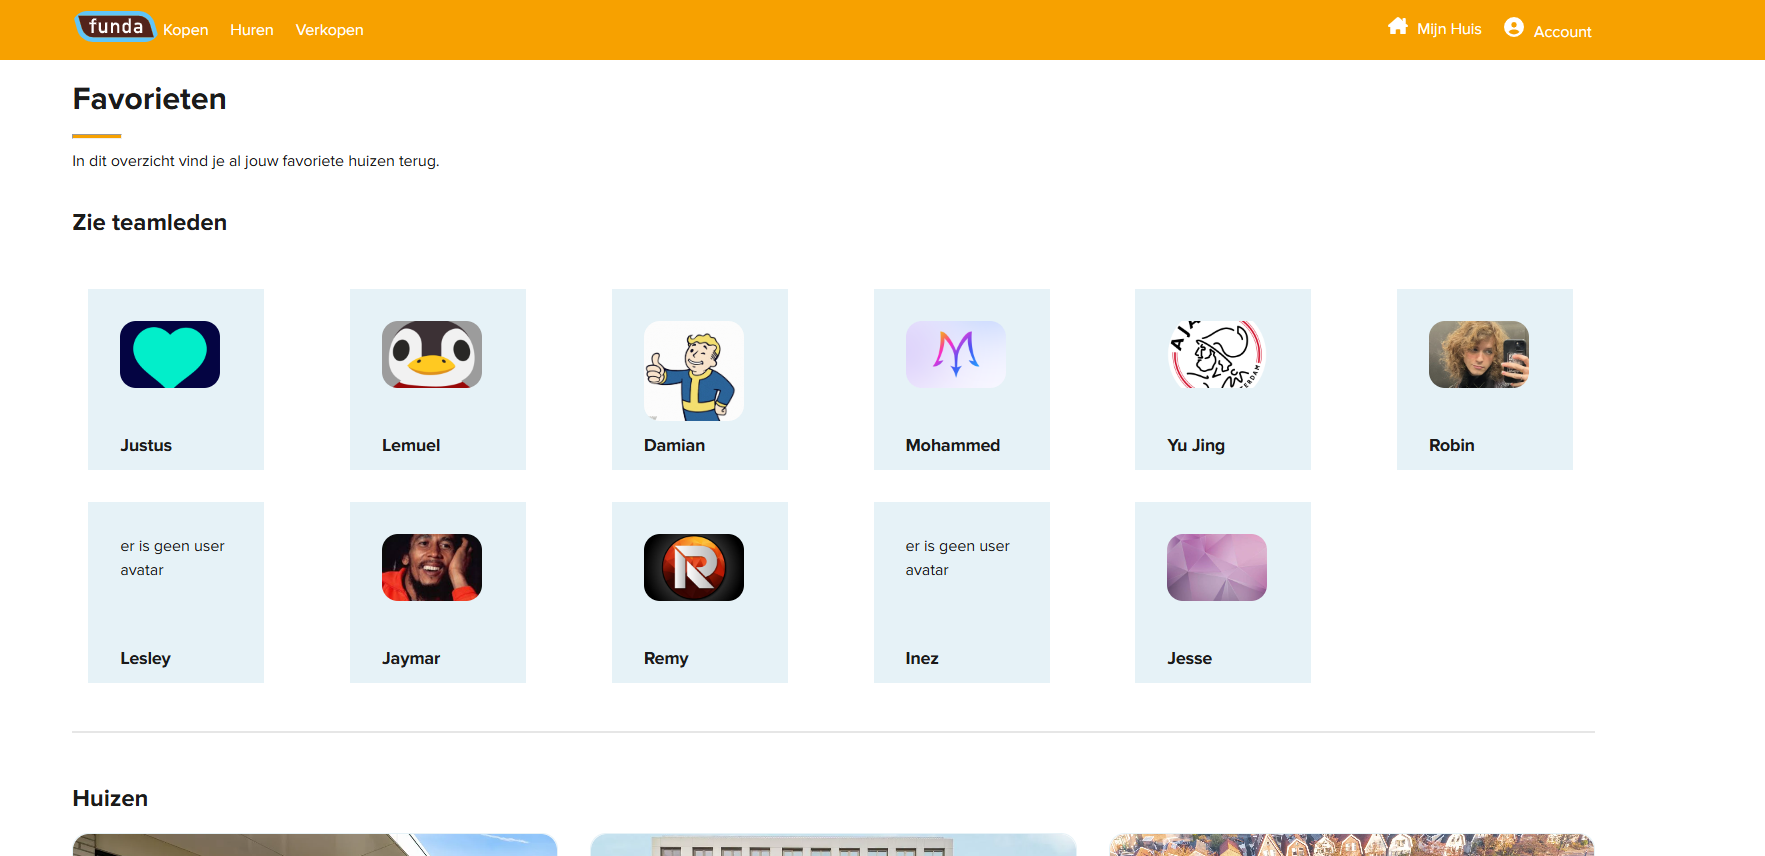 funda Kopen Huren Verkopen Mijn Huis Account
Favorieten
In dit overzicht vind je al jouw favoriete huizen terug.
Zie teamleden
AJA
ERDAM
Justus Lemuel Damian Mohammed Yu Jing Robin
er is geen user
avatar
R
er is geen user
avatar
Lesley Jaymar Remy Inez Jesse
Huizen